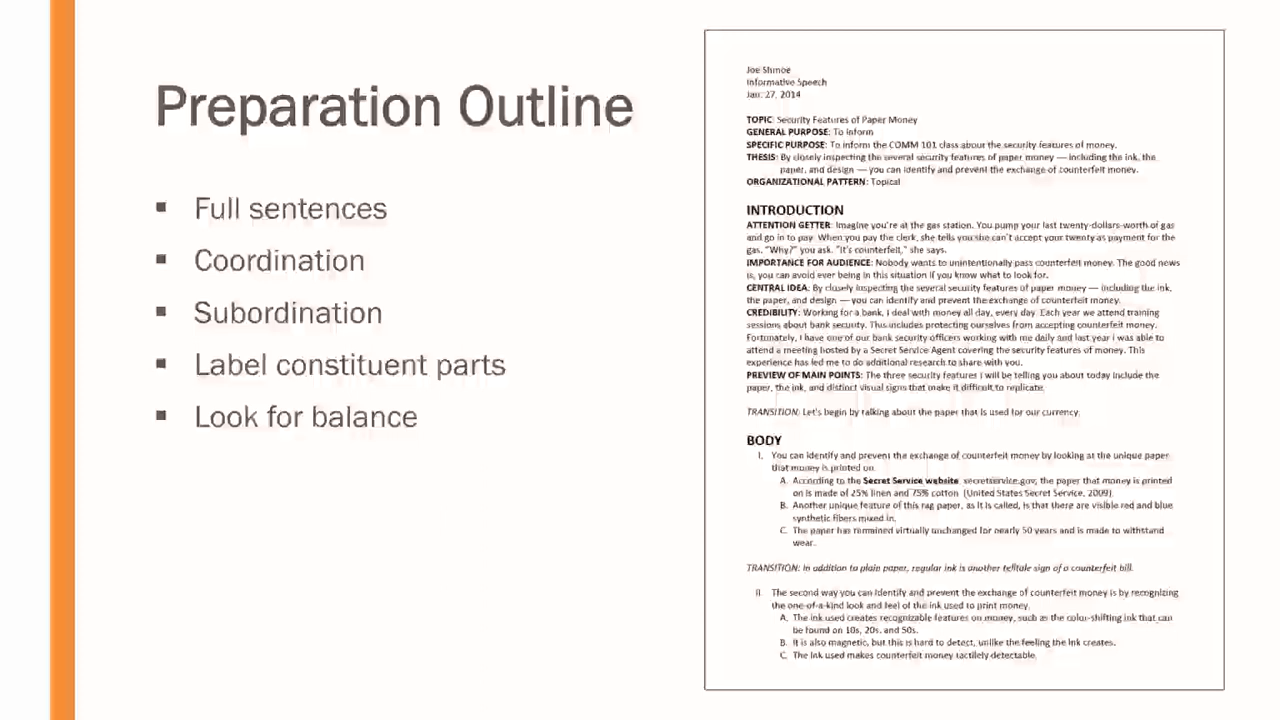 Preparation Outline
▪ Full sentences
▪ Coordination
▪ Subordination
▪ Label constituent parts
▪ Look for balance
Joe Shmoe
Informative Speech
Jan. 27, 2014
TOPIC: Security Features of Paper Money
GENERAL PURPOSE: To inform
SPECIFIC PURPOSE: To inform the COMM 101 class about the security features of money.
THESIS: By closely inspecting the several security features of paper money — including the ink, the
paper, and design — you can identify and prevent the exchange of counterfeit money.
ORGANIZATIONAL PATTERN: Topical
INTRODUCTION
ATTENTION GETTER: Imagine you're at the gas station. You pump your last twenty-dollars-worth of gas
and go in to pay. When you pay the clerk, she tells you she can't accept your twenty as payment for the
gas. "Why?" you ask. "It's counterfeit," she says.
IMPORTANCE FOR AUDIENCE: Nobody wants to unintentionally pass counterfeit money. The good news
is, you can avoid ever being in this situation if you know what to look for.
CENTRAL IDEA: By closely inspecting the several security features of paper money — including the ink,
the paper, and design — you can identify and prevent the exchange of counterfeit money.
CREDIBILITY: Working for a bank, I deal with money all day, every day. Each year we attend training
sessions about bank security. This includes protecting ourselves from accepting counterfeit money.
Fortunately, I have one of our bank security officers working with me daily and last year I was able to
attend a meeting hosted by a Secret Service Agent covering the security features of money. This
experience has led me to do additional research to share with you.
PREVIEW OF MAIN POINTS: The three security features I will be telling you about today include the
paper, the ink, and distinct visual signs that make it difficult to replicate.
TRANSITION: Let's begin by talking about the paper that is used for our currency.
BODY
I. You can identify and prevent the exchange of counterfeit money by looking at the unique paper
that money is printed on.
A. According to the Secret Service website, secretservice.gov, the paper that money is printed
on is made of 25% linen and 75% cotton (United States Secret Service, 2009).
B. Another unique feature of this rag paper, as it is called, is that there are visible red and blue
synthetic fibers mixed in.
C. The paper has remained virtually unchanged for nearly 50 years and is made to withstand
wear.
TRANSITION: In addition to plain paper, regular ink is another telltale sign of a counterfeit bill.
II. The second way you can identify and prevent the exchange of counterfeit money is by recognizing
the one-of-a-kind look and feel of the ink used to print money.
A. The ink used creates recognizable features on money, such as the color-shifting ink that can
be found on 10s, 20s, and 50s.
B. It is also magnetic, but this is hard to detect, unlike the feeling the ink creates.
C. The ink used makes counterfeit money tactilely detectable.